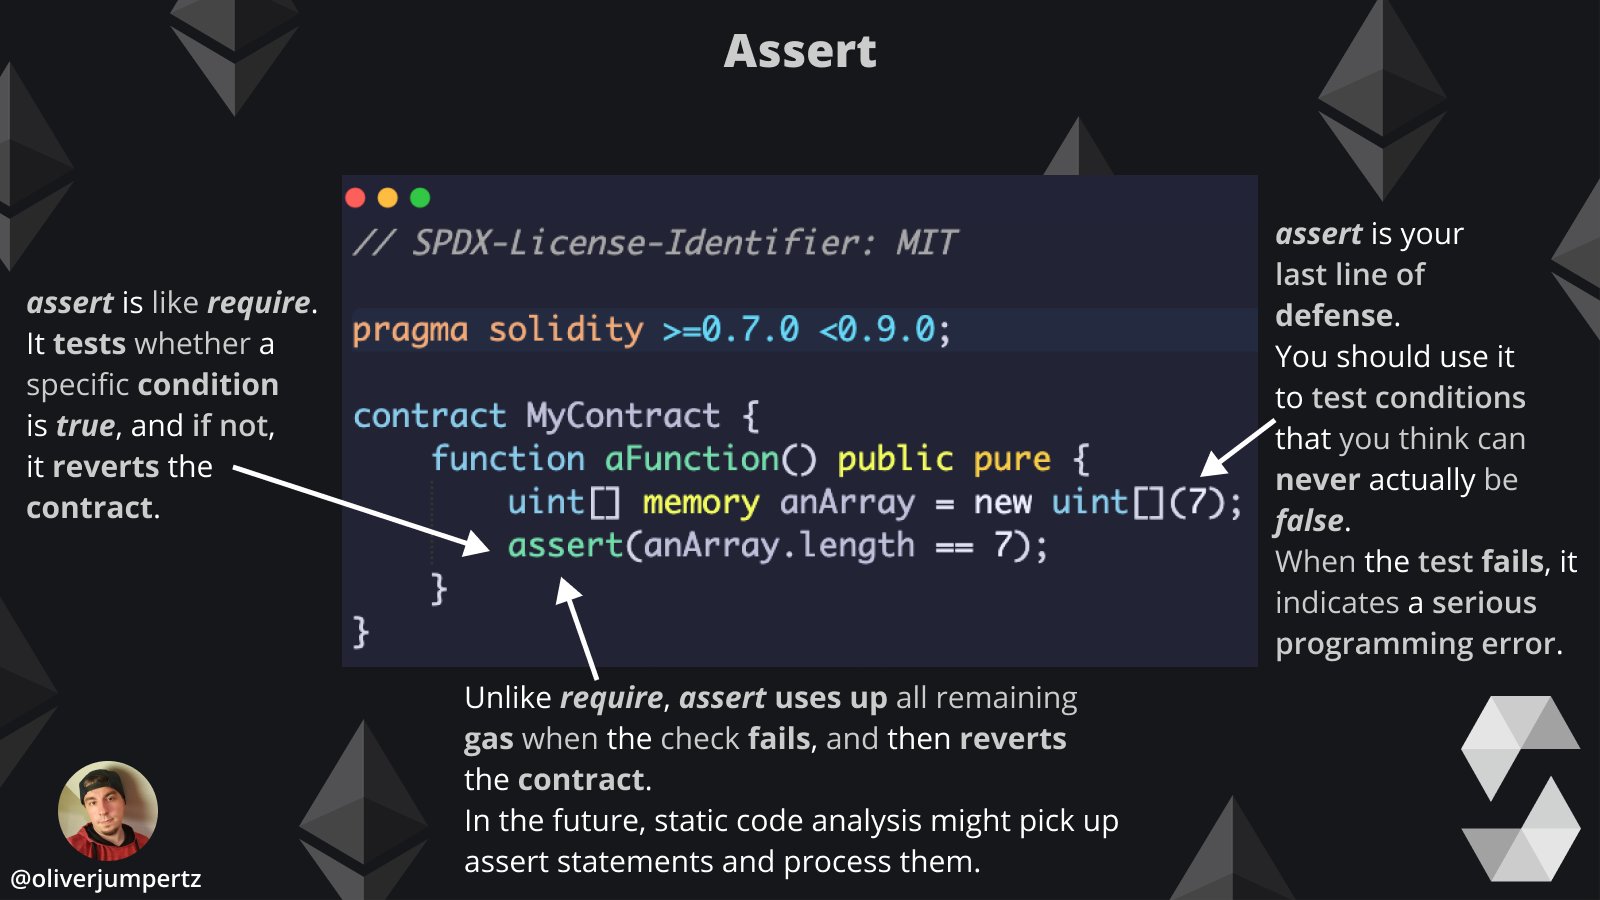 Assert
// SPDX-License-Identifier: MIT
pragma solidity >=0.7.0 <0.9.0;
contract MyContract {
function aFunction() public pure {
uint[] memory anArray = new uint[](7);
assert(anArray.length == 7);
}
}
assert is like require.
It tests whether a
specific condition
is true, and if not,
it reverts the
contract.
assert is your
last line of
defense.
You should use it
to test conditions
that you think can
never actually be
false.
When the test fails, it
indicates a serious
programming error.
Unlike require, assert uses up all remaining
gas when the check fails, and then reverts
the contract.
In the future, static code analysis might pick up
assert statements and process them.
@oliverjumpertz